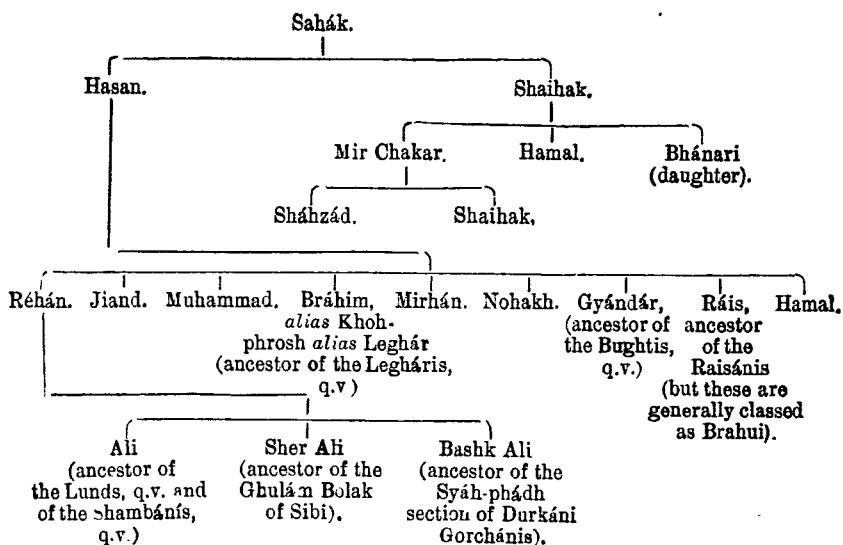 Sahák.
Hasan. Shaihak.
Mir Chakar. Hamal. Bhánari
(daughter).
Sháhzád. Shaihak.
Réhán. Jiand. Muhammad. Bráhim, Mirhán. Nohakh. Gyándár, Ráis, Hamal.
alias Khoh- (ancestor of ancestor
phrosh alias Leghár the Bughtis, of the
(ancestor of the Legháris, q.v.) Raisánis
q.v) (but these are
generally classed
as Brahui).
Ali Sher Ali Bashk Ali
(ancestor of (ancestor of the (ancestor of the
the Lunds, q.v. and Ghulám Bolak Syáh-phádh
of the Shambánís, of Sibi). section of Durkáni
q.v.) Gorchánis).